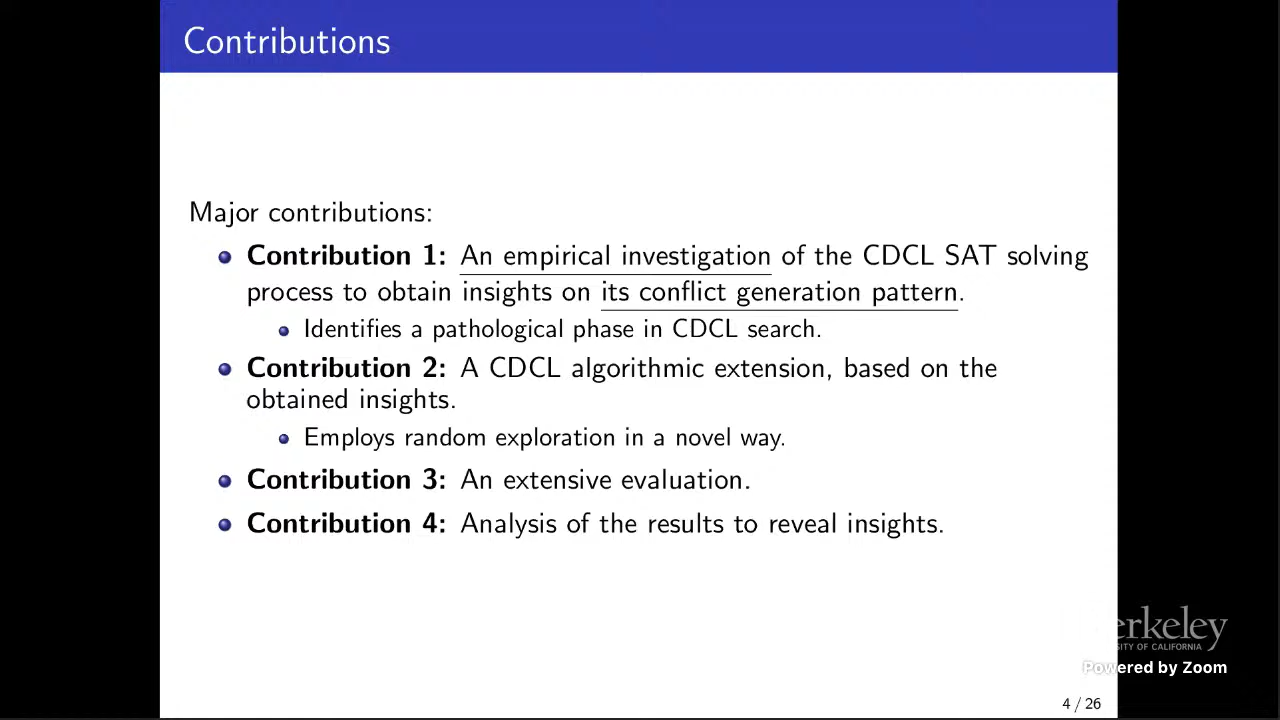 Contributions
Major contributions:
Contribution 1: An empirical investigation of the CDCL SAT solving
process to obtain insights on its conflict generation pattern.
Identifies a pathological phase in CDCL search.
Contribution 2: A CDCL algorithmic extension, based on the
obtained insights.
Employs random exploration in a novel way.
Contribution 3: An extensive evaluation.
Contribution 4: Analysis of the results to reveal insights.
erkeley
SITY OF CALIFORNIA
Powered by Zoom
4 / 26